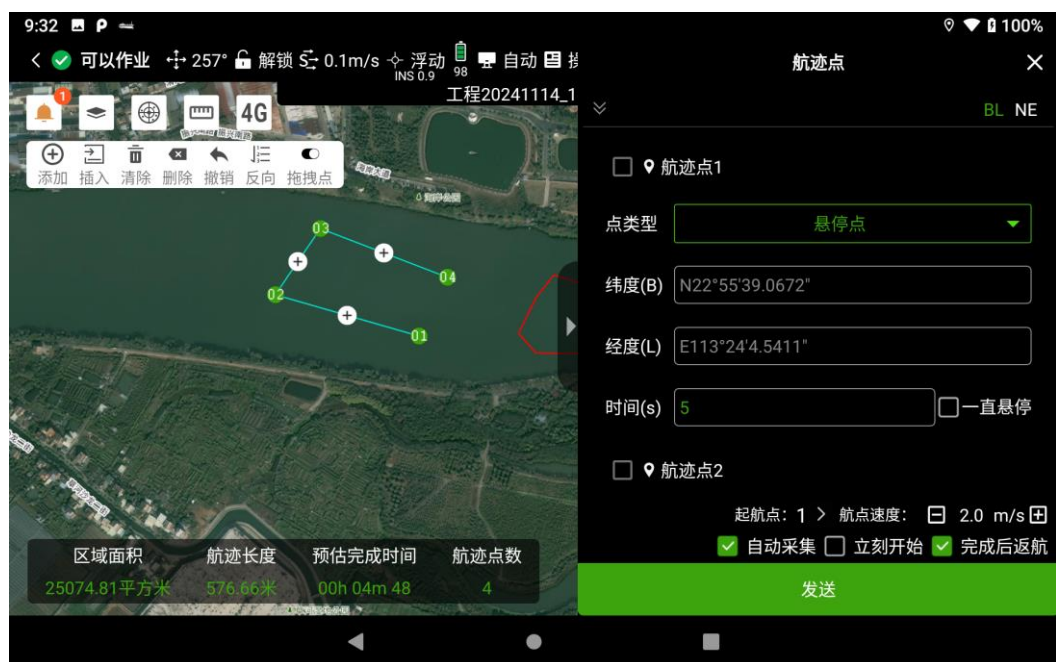 9:32
100%
可以作业 257° 解锁 0.1m/s 浮动 98 自动
INS 0.9
工程20241114_1
1
4G
添加 插入 清除 删除 撤销 反向 拖拽点
海岸大道
03
04
02
01
区域面积 航迹长度 预估完成时间 航迹点数
25074.81平方米 576.66米 00h 04m 48 4
航迹点
BL NE
航迹点1
点类型 悬停点
纬度(B) N22°55'39.0672"
经度(L) E113°24'4.5411"
时间(s) 5 一直悬停
航迹点2
起航点: 1 航点速度: 2.0 m/s
自动采集 立刻开始 完成后返航
发送